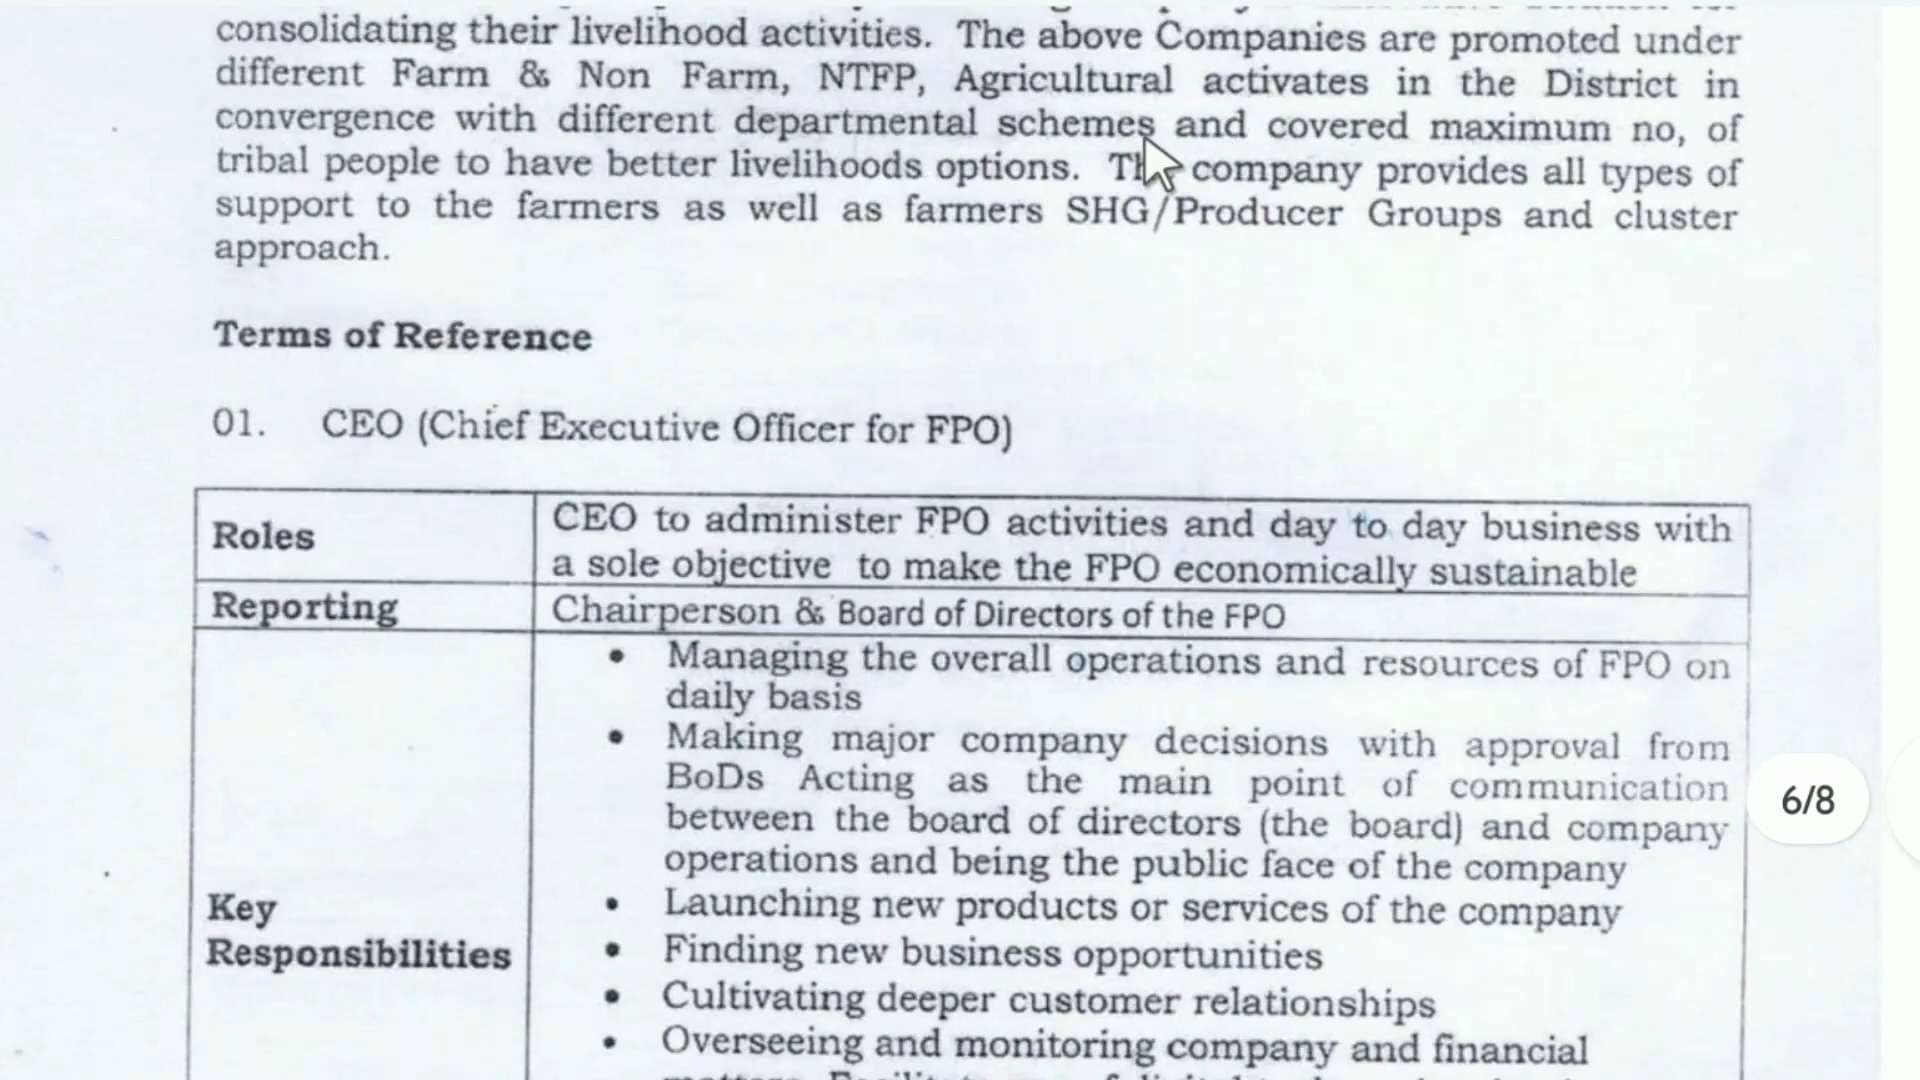 consolidating their livelihood activities. The above Companies are promoted under
different Farm & Non Farm, NTFP, Agricultural activates in the District in
convergence with different departmental schemes and covered maximum no, of
tribal people to have better livelihoods options. The company provides all types of
support to the farmers as well as farmers SHG/Producer Groups and cluster
approach.
Terms of Reference
01. CEO (Chief Executive Officer for FPO)
Roles
CEO to administer FPO activities and day to day business with
a sole objective to make the FPO economically sustainable
Reporting
Chairperson & Board of Directors of the FPO
Key
Responsibilities
• Managing the overall operations and resources of FPO on
daily basis
• Making major company decisions with approval from
BoDs Acting as the main point of communication
between the board of directors (the board) and company
operations and being the public face of the company
• Launching new products or services of the company
• Finding new business opportunities
• Cultivating deeper customer relationships
• Overseeing and monitoring company and financial
6/8